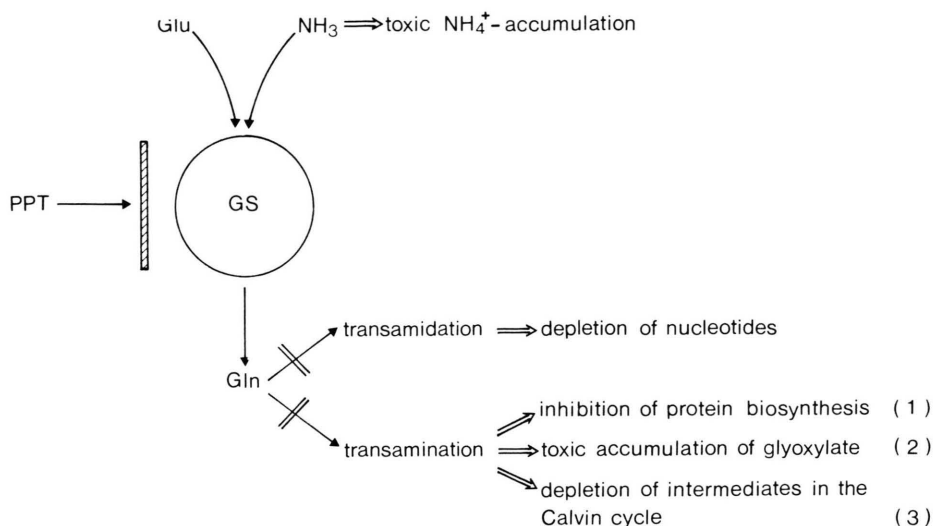 Glu
NH₃ ⇒ toxic NH₄⁺-accumulation
PPT
GS
transamidation ⇒ depletion of nucleotides
Gln
inhibition of protein biosynthesis (1)
transamination ⇒ toxic accumulation of glyoxylate (2)
depletion of intermediates in the
Calvin cycle (3)